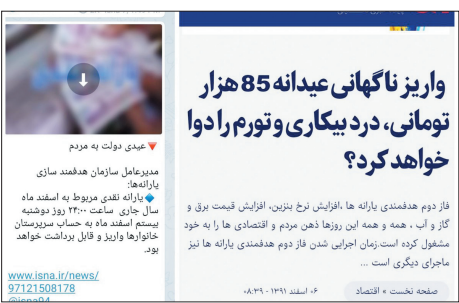 واریز ناگهانی عیدانه 85 هزار
تومانی، درد بیکاری و تورم را دوا
خواهد کرد؟
فاز دوم هدفمندی یارانه ها ،افزایش نرخ بنزین، افزایش قیمت برق و
گاز و آب ، همه و همه این روزها ذهن مردم و اقتصادی ها را به خود
مشغول کرده است.زمان اجرایی شدن فاز دوم هدفمندی یارانه ها نیز
ماجرای دیگری است ...
صفحه نخست » اقتصاد
۰۶ اسفند ۱۳۹۱ - ۰۸:۳۹
عیدی دولت به مردم
مدیرعامل سازمان هدفمند سازی
یارانه‌ها:
یارانه نقدی مربوط به اسفند ماه
سال جاری ساعت ۲۴:۰۰ روز دوشنبه
بیستم اسفند ماه به حساب سرپرستان
خانوارها واریز و قابل برداشت خواهد
بود.
www.isna.ir/news/
97121508178
@isna94